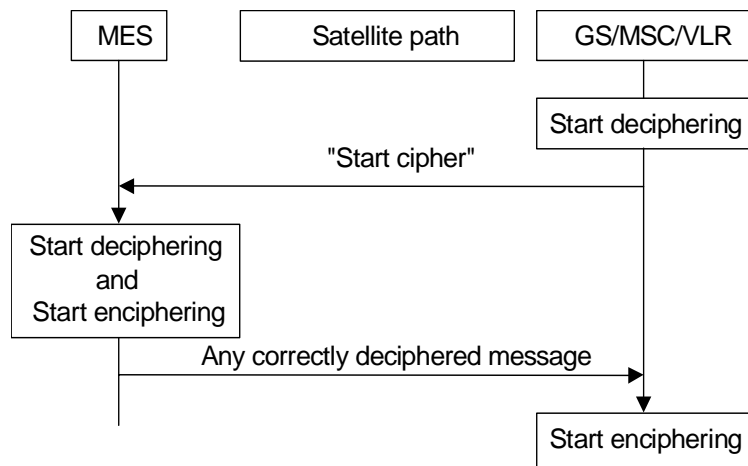 MES
Satellite path
GS/MSC/VLR
Start deciphering
"Start cipher"
Start deciphering
and
Start enciphering
Any correctly deciphered message
Start enciphering